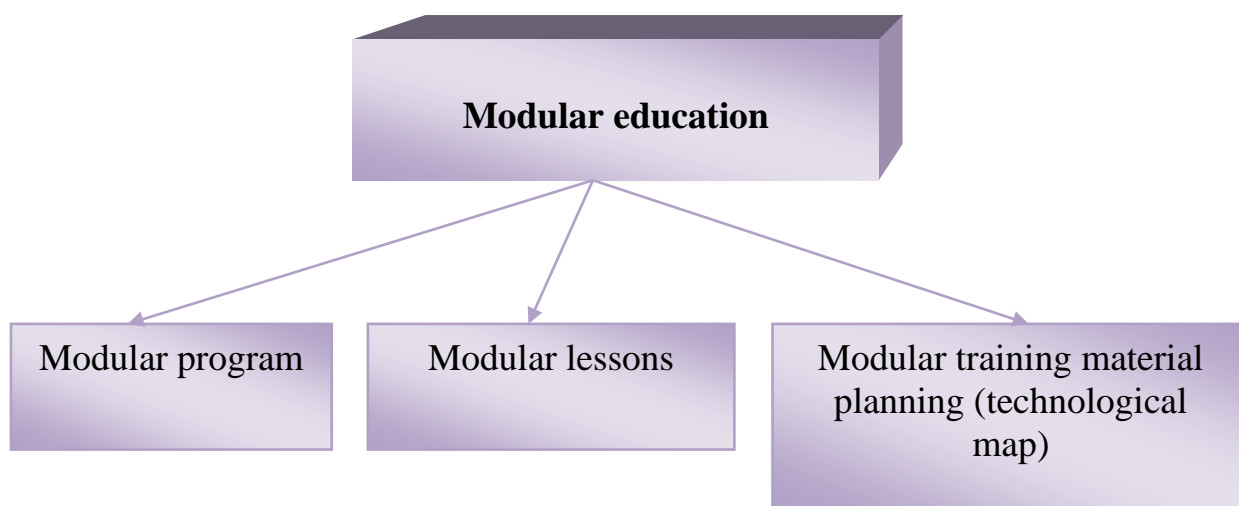 Modular education
Modular program
Modular lessons
Modular training material
planning (technological
map)